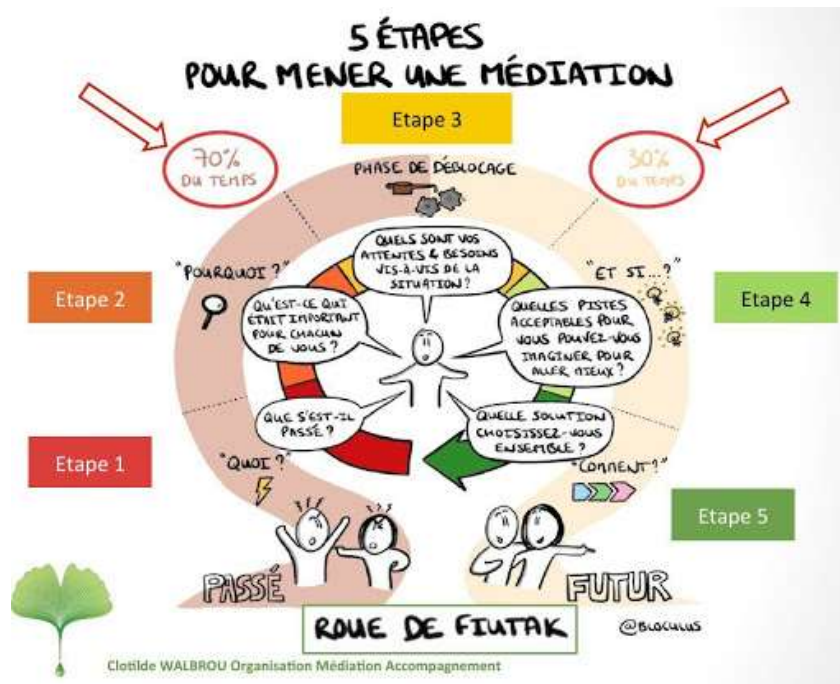 5 ÉTAPES
POUR MENER UNE MÉDIATION
Etape 3
70%
DU TEMPS
30%
DU TEMPS
PHASE DE DÉBLOCAGE
QUELS SONT VOS
ATTENTES & BESOINS
VIS-À-VIS DE LA
SITUATION ?
"POURQUOI ?"
Etape 2
"ET SI...?"
Etape 4
QU'EST-CE QUI
ÉTAIT IMPORTANT
POUR CHACUN
DE VOUS ?
QUELLES PISTES
ACCEPTABLES POUR
VOUS POUVEZ-VOUS
IMAGINER POUR
ALLER MIEUX ?
QUE S'EST-IL
PASSÉ ?
QUELLE SOLUTION
CHOISISSEZ-VOUS
ENSEMBLE ?
Etape 1
"QUOI ?"
"COMMENT ?"
Etape 5
PASSÉ
FUTUR
ROUE DE FIUTAK
@BLOCULUS
Clotilde WALBROU Organisation Médiation Accompagnement